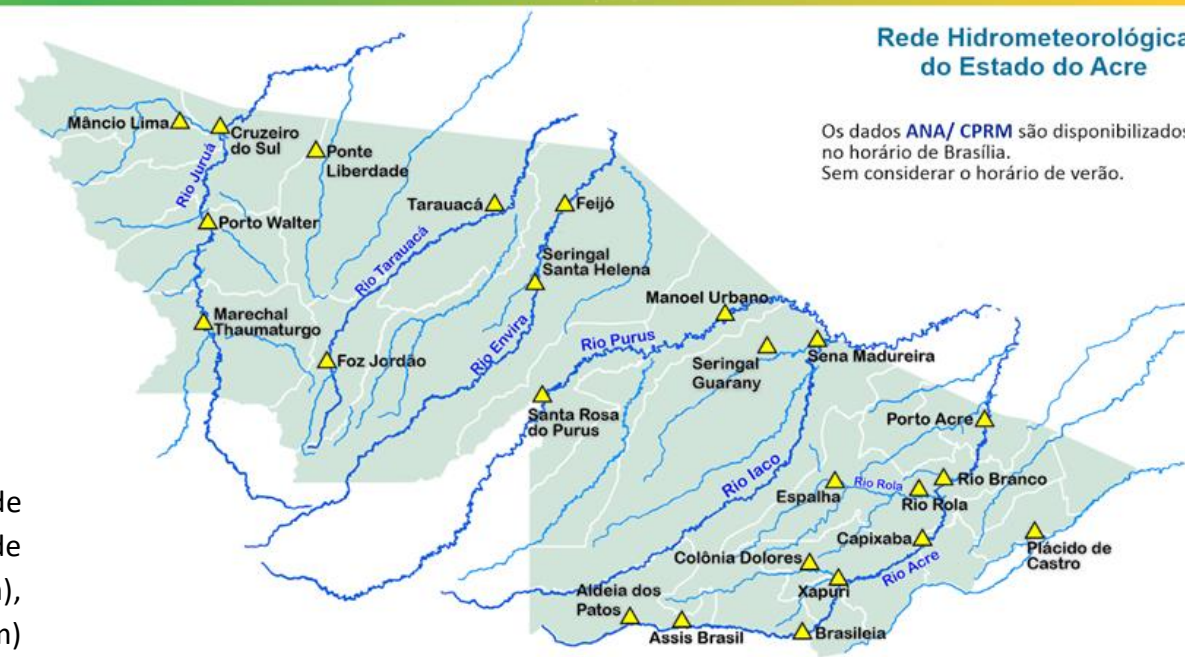 Rede Hidrometeorológica
do Estado do Acre
Os dados ANA/ CPRM são disponibilizados
no horário de Brasília.
Sem considerar o horário de verão.
Mâncio Lima
Cruzeiro
do Sul
Ponte
Liberdade
Rio Juruá
Porto Walter
Tarauacá
Feijó
Rio Tarauacá
Seringal
Santa Helena
Marechal
Thaumaturgo
Foz Jordão
Rio Envira
Manoel Urbano
Rio Purus
Seringal
Guarany
Sena Madureira
Santa Rosa
do Purus
Porto Acre
Rio Iaco
Espalha
Rio Rola
Rio Rola
Rio Branco
Capixaba
Plácido de
Castro
Colônia Dolores
Xapuri
Rio Acre
Aldeia dos
Patos
Assis Brasil
Brasileia
de
de
),
m)